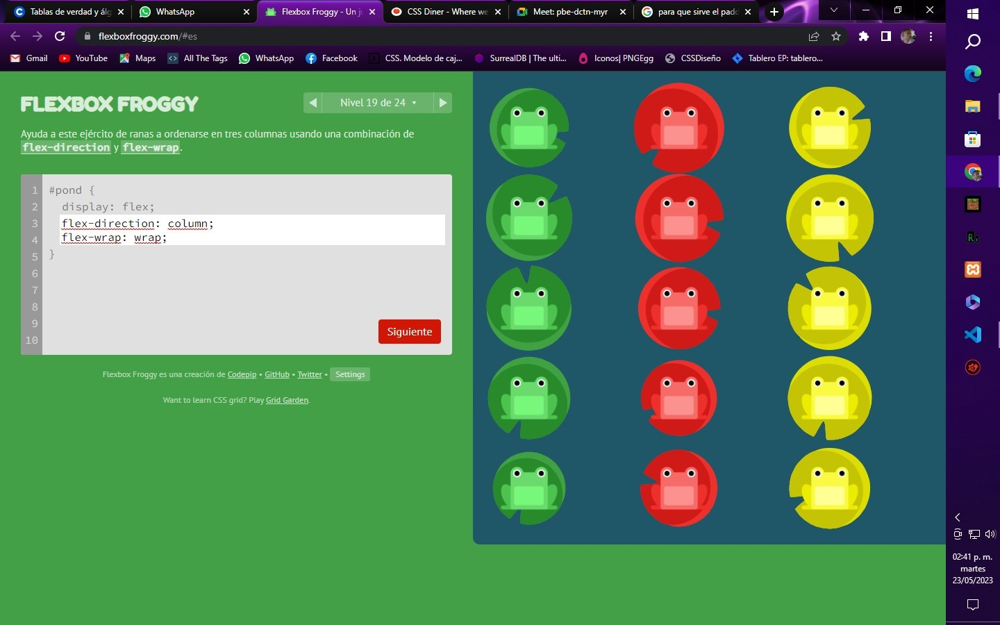 Tablas de verdad y álg
WhatsApp
Flexbox Froggy - Un ju
CSS Diner - Where we
Meet: pbe-dctn-myr
para que sirve el padd
flexboxfroggy.com/#es
Gmail
YouTube
Maps
All The Tags
WhatsApp
Facebook
CSS. Modelo de caj...
SurrealDB | The ulti...
Iconos| PNGEgg
CSSDiseño
Tablero EP: tablero...
FLEXBOX FROGGY
Nivel 19 de 24
Ayuda a este ejército de ranas a ordenarse en tres columnas usando una combinación de
flex-direction y flex-wrap.
1 #pond {
2 display: flex;
3 flex-direction: column;
4 flex-wrap: wrap;
5 }
6
7
8
9
10
Siguiente
Flexbox Froggy es una creación de Codepip • GitHub • Twitter • Settings
Want to learn CSS grid? Play Grid Garden.
02:41 p. m.
martes
23/05/2023